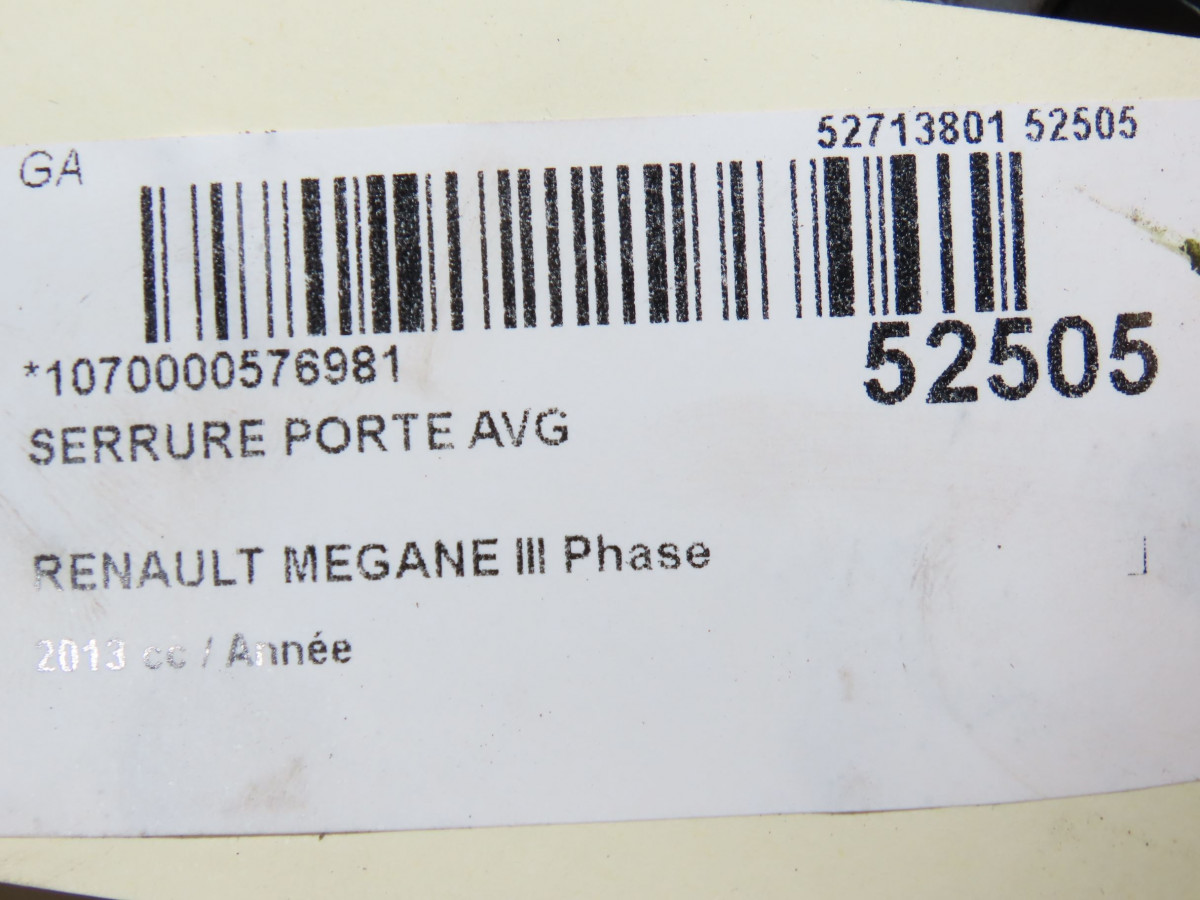 GA
52713801 52505
*1070000576981
52505
SERRURE PORTE AVG
RENAULT MEGANE III Phase
2013 cc / Année